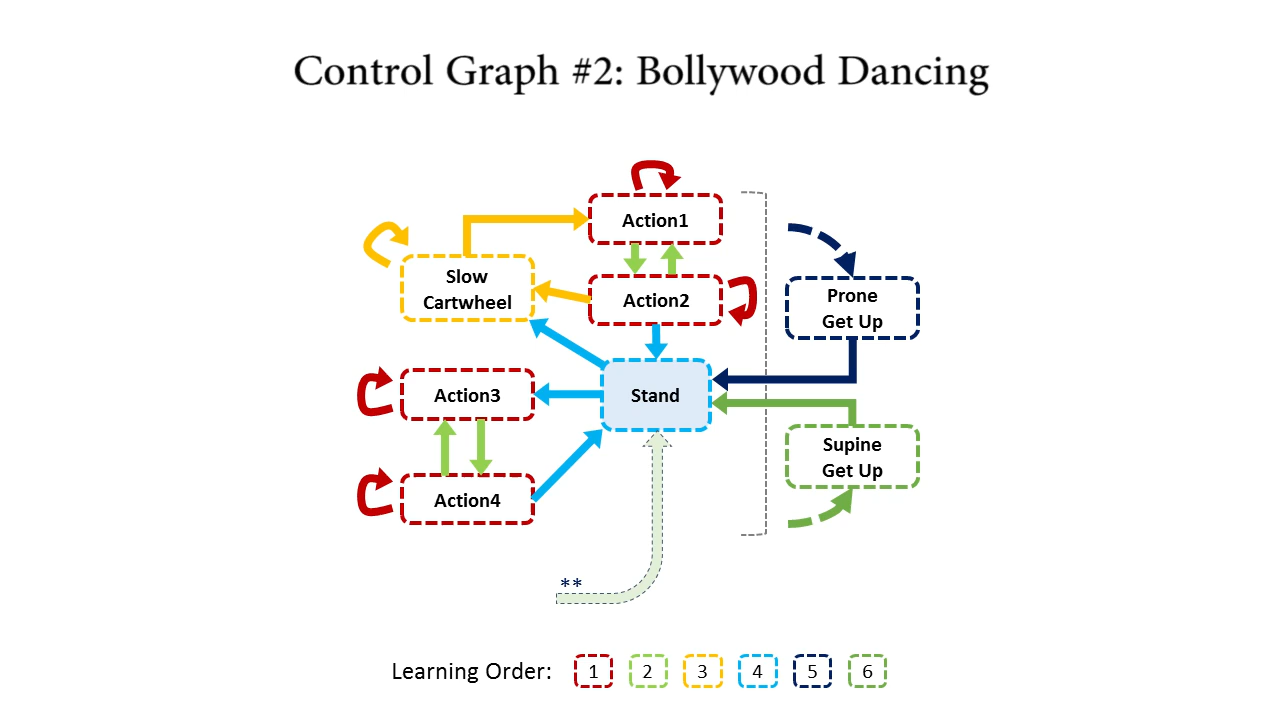 Control Graph #2: Bollywood Dancing
Action1
Slow
Cartwheel
Action2
Prone
Get Up
Action3
Stand
Supine
Get Up
Action4
**
Learning Order: 1 2 3 4 5 6